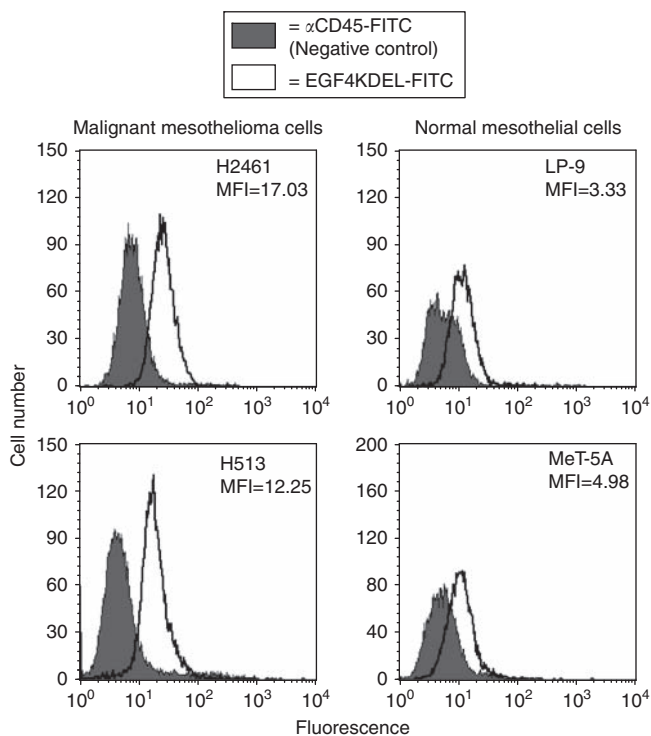 = αCD45-FITC
(Negative control)
= EGF4KDEL-FITC
Malignant mesothelioma cells
Normal mesothelial cells
150
120
90
60
30
0
H2461
MFI=17.03
10⁰ 10¹ 10² 10³ 10⁴
150
120
90
60
30
0
LP-9
MFI=3.33
10⁰ 10¹ 10² 10³ 10⁴
Cell number
150
120
90
60
30
0
H513
MFI=12.25
10⁰ 10¹ 10² 10³ 10⁴
200
160
120
80
40
0
MeT-5A
MFI=4.98
10⁰ 10¹ 10² 10³ 10⁴
Fluorescence